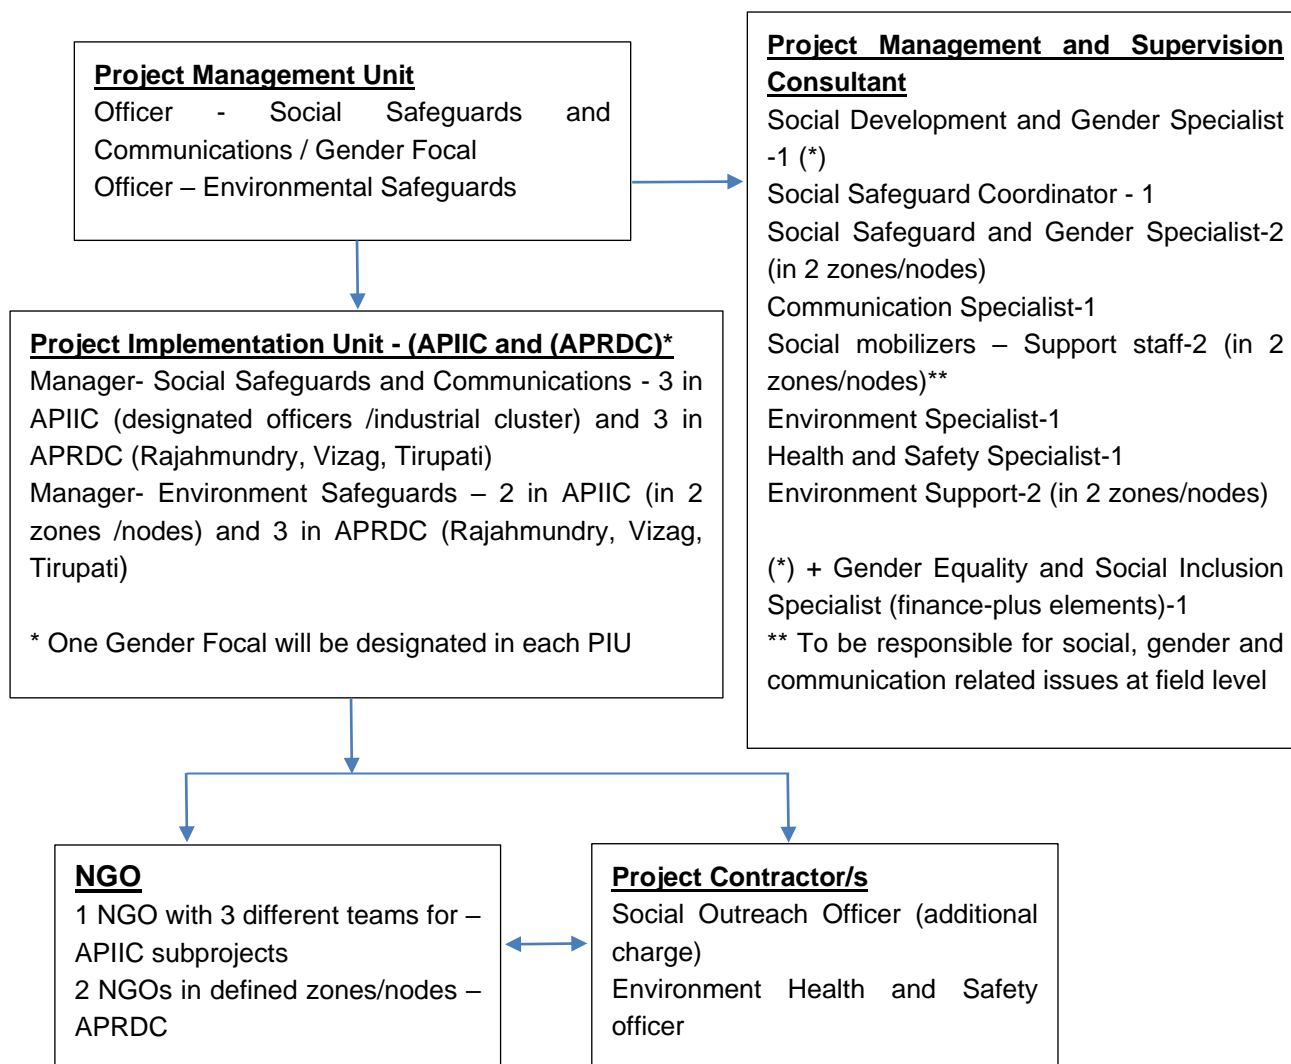 Project Management Unit
Officer - Social Safeguards and
Communications / Gender Focal
Officer – Environmental Safeguards
Project Management and Supervision
Consultant
Social Development and Gender Specialist
-1 (*)
Social Safeguard Coordinator - 1
Social Safeguard and Gender Specialist-2
(in 2 zones/nodes)
Communication Specialist-1
Social mobilizers – Support staff-2 (in 2
zones/nodes)**
Environment Specialist-1
Health and Safety Specialist-1
Environment Support-2 (in 2 zones/nodes)
(*) + Gender Equality and Social Inclusion
Specialist (finance-plus elements)-1
** To be responsible for social, gender and
communication related issues at field level
Project Implementation Unit - (APIIC and (APRDC)*
Manager- Social Safeguards and Communications - 3 in
APIIC (designated officers /industrial cluster) and 3 in
APRDC (Rajahmundry, Vizag, Tirupati)
Manager- Environment Safeguards – 2 in APIIC (in 2
zones /nodes) and 3 in APRDC (Rajahmundry, Vizag,
Tirupati)
* One Gender Focal will be designated in each PIU
NGO
1 NGO with 3 different teams for –
APIIC subprojects
2 NGOs in defined zones/nodes –
APRDC
Project Contractor/s
Social Outreach Officer (additional
charge)
Environment Health and Safety
officer